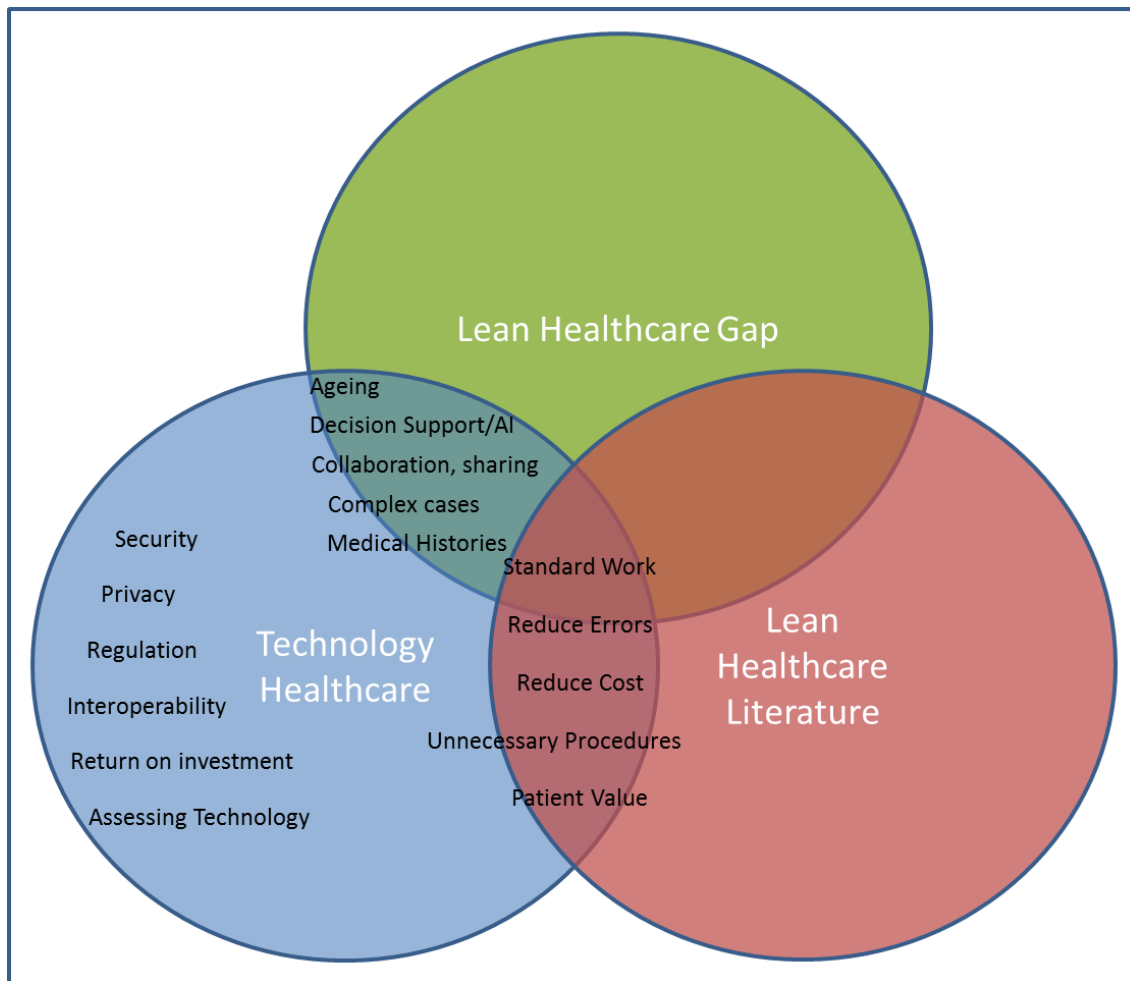 Lean Healthcare Gap
Ageing
Decision Support/AI
Collaboration, sharing
Complex cases
Medical Histories
Security
Privacy
Regulation
Interoperability
Return on investment
Assessing Technology
Technology
Healthcare
Standard Work
Reduce Errors
Reduce Cost
Unnecessary Procedures
Patient Value
Lean
Healthcare
Literature